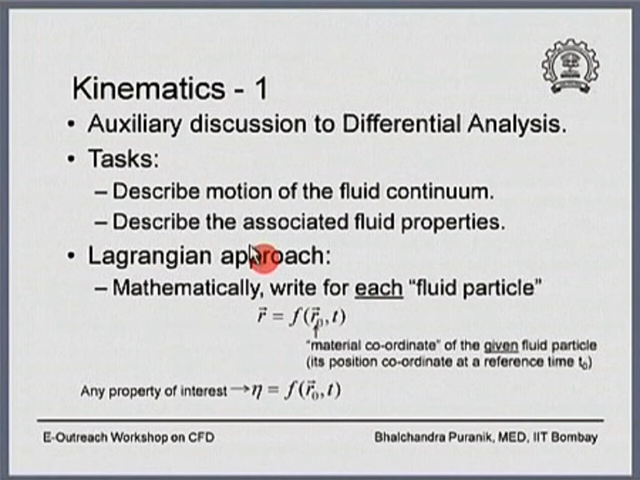 Kinematics - 1
• Auxiliary discussion to Differential Analysis.
• Tasks:
– Describe motion of the fluid continuum.
– Describe the associated fluid properties.
• Lagrangian approach:
– Mathematically, write for each "fluid particle"
r⃗ = f(r⃗₀, t)
"material co-ordinate" of the given fluid particle
(its position co-ordinate at a reference time t₀)
Any property of interest → η = f(r⃗₀, t)
E-Outreach Workshop on CFD
Bhalchandra Puranik, MED, IIT Bombay